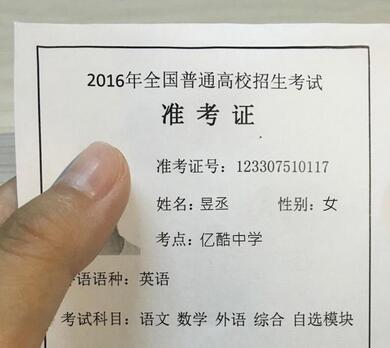 2016年全国普通高校招生考试
准考证
准考证号：123307510117
姓名：昱丞 性别：女
考点：亿酷中学
语语种：英语
考试科目：语文 数学 外语 综合 自选模块